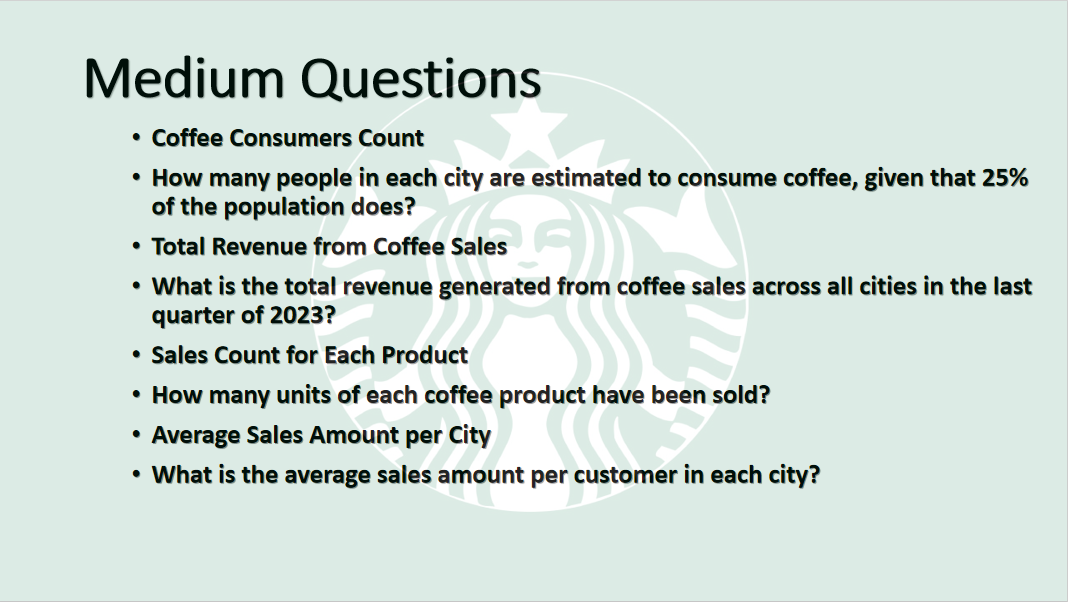 Medium Questions
• Coffee Consumers Count
• How many people in each city are estimated to consume coffee, given that 25%
of the population does?
• Total Revenue from Coffee Sales
• What is the total revenue generated from coffee sales across all cities in the last
quarter of 2023?
• Sales Count for Each Product
• How many units of each coffee product have been sold?
• Average Sales Amount per City
• What is the average sales amount per customer in each city?